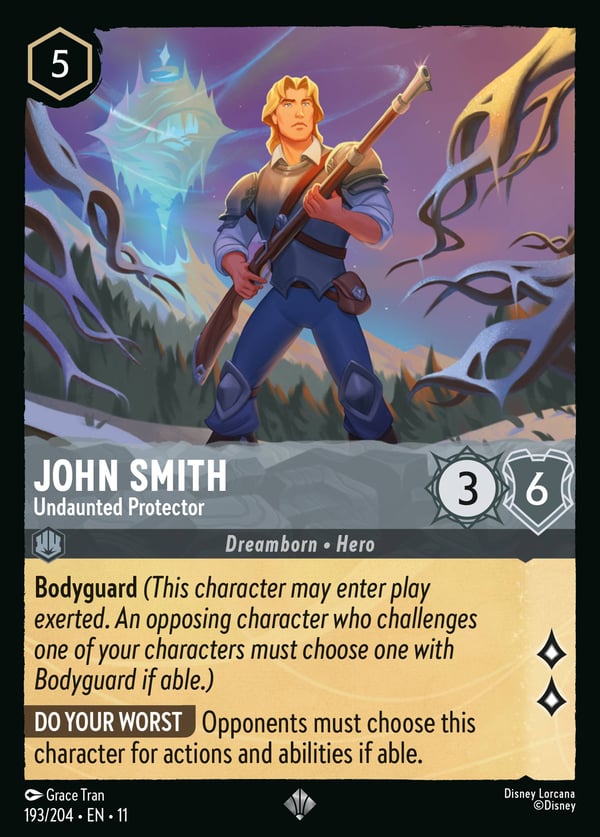 5
JOHN SMITH
Undaunted Protector
3
6
Dreamborn • Hero
Bodyguard (This character may enter play
exerted. An opposing character who challenges
one of your characters must choose one with
Bodyguard if able.)
DO YOUR WORST Opponents must choose this
character for actions and abilities if able.
Grace Tran
193/204 • EN • 11
Disney Lorcana
©Disney